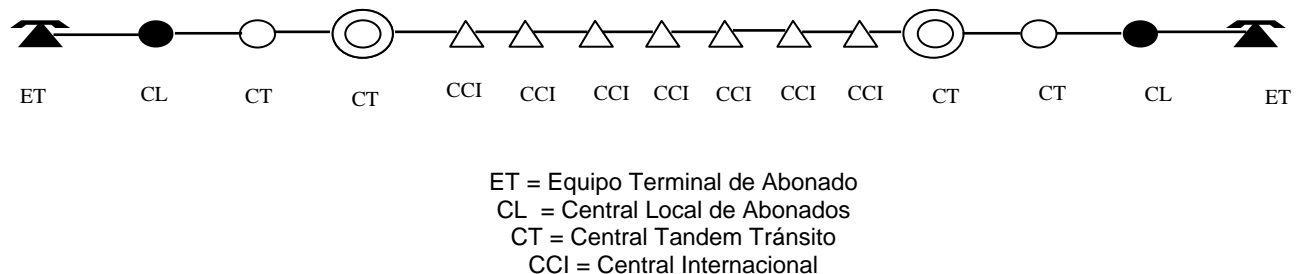 ET CL CT CT CCI CCI CCI CCI CCI CCI CCI CT CT CL ET
ET = Equipo Terminal de Abonado
CL = Central Local de Abonados
CT = Central Tandem Tránsito
CCI = Central Internacional